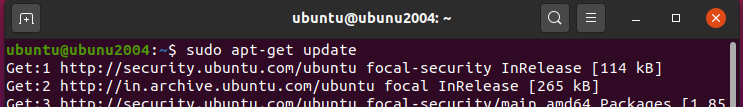 ubuntu@ubunu2004: ~
ubuntu@ubunu2004:~$ sudo apt-get update
Get:1 http://security.ubuntu.com/ubuntu focal-security InRelease [114 kB]
Get:2 http://in.archive.ubuntu.com/ubuntu focal InRelease [265 kB]
Get:3 http://security.ubuntu.com/ubuntu focal-security/main amd64 Packages [1,85